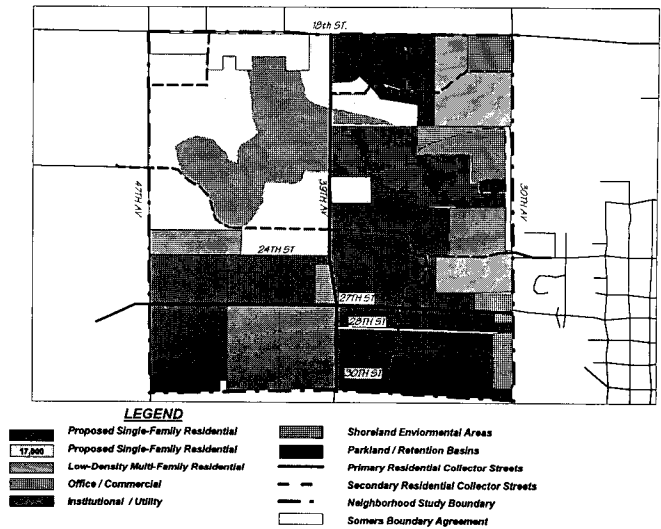 18th ST.
47TH AV
39TH AV
30TH AV
24TH ST
27TH ST
28TH ST
30TH ST
LEGEND
Proposed Single-Family Residential
17,000 Proposed Single-Family Residential
Low-Density Multi-Family Residential
Office / Commercial
Institutional / Utility
Shoreland Enviormental Areas
Parkland / Retention Basins
Primary Residential Collector Streets
Secondary Residential Collector Streets
Neighborhood Study Boundary
Somers Boundary Agreement